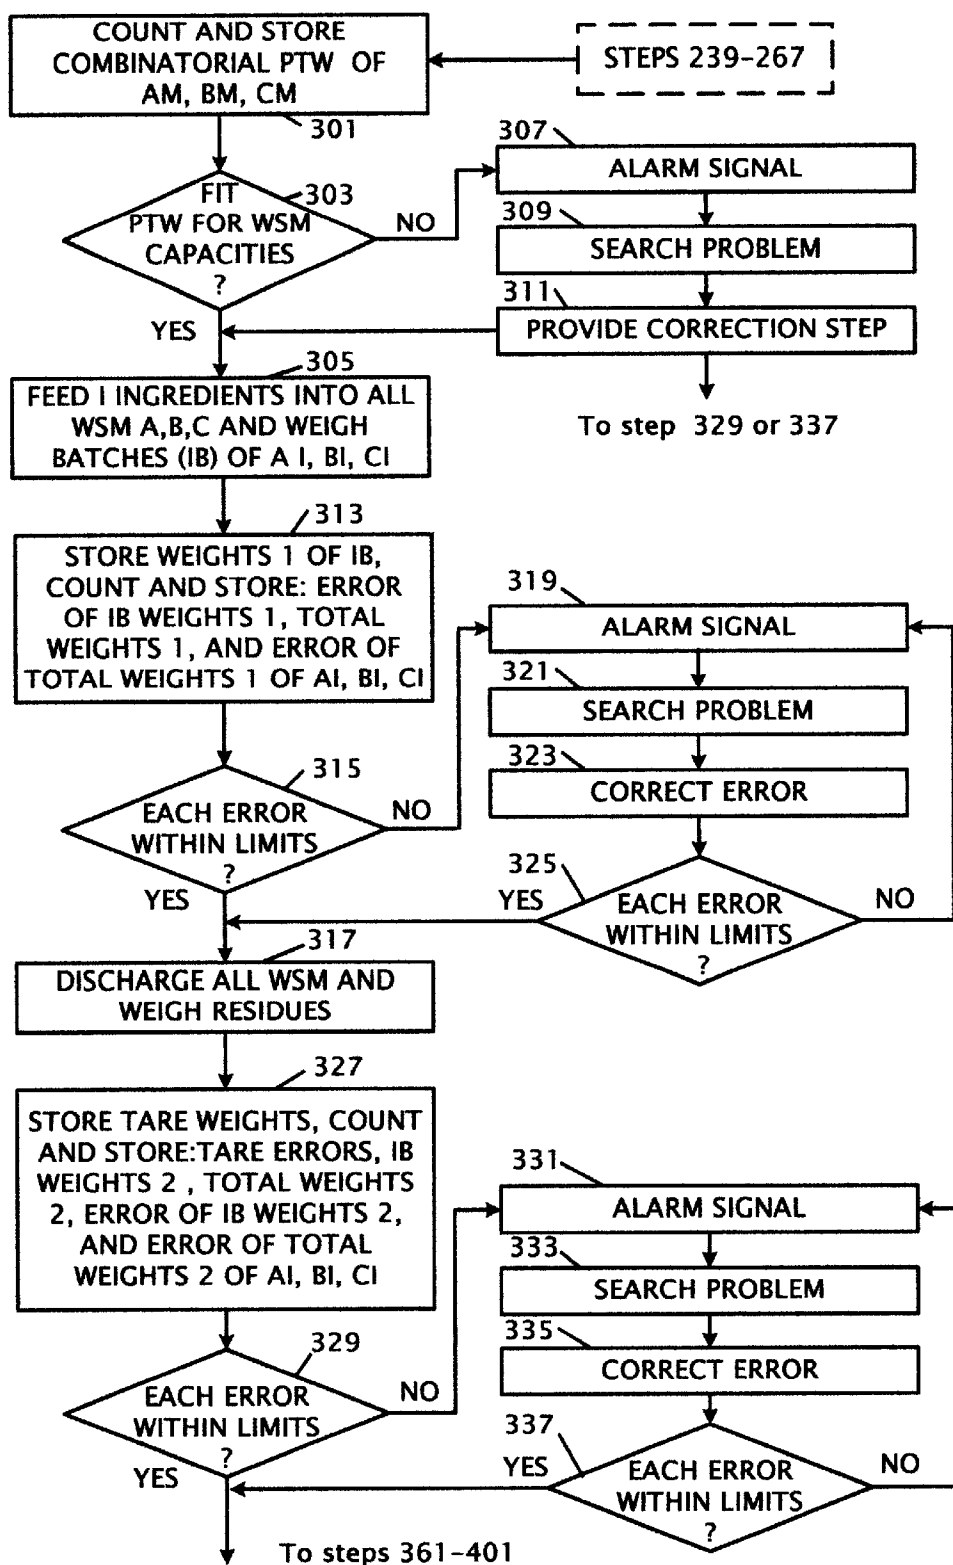 COUNT AND STORE
COMBINATORIAL PTW OF
AM, BM, CM
STEPS 239-267
301
303
FIT
PTW FOR WSM
CAPACITIES
?
NO
YES
307
ALARM SIGNAL
309
SEARCH PROBLEM
311
PROVIDE CORRECTION STEP
To step 329 or 337
305
FEED I INGREDIENTS INTO ALL
WSM A,B,C AND WEIGH
BATCHES (IB) OF A I, BI, CI
313
STORE WEIGHTS 1 OF IB,
COUNT AND STORE: ERROR
OF IB WEIGHTS 1, TOTAL
WEIGHTS 1, AND ERROR OF
TOTAL WEIGHTS 1 OF AI, BI, CI
315
EACH ERROR
WITHIN LIMITS
?
NO
YES
319
ALARM SIGNAL
321
SEARCH PROBLEM
323
CORRECT ERROR
325
EACH ERROR
WITHIN LIMITS
?
YES
NO
317
DISCHARGE ALL WSM AND
WEIGH RESIDUES
327
STORE TARE WEIGHTS, COUNT
AND STORE:TARE ERRORS, IB
WEIGHTS 2 , TOTAL WEIGHTS
2, ERROR OF IB WEIGHTS 2,
AND ERROR OF TOTAL
WEIGHTS 2 OF AI, BI, CI
329
EACH ERROR
WITHIN LIMITS
?
NO
YES
331
ALARM SIGNAL
333
SEARCH PROBLEM
335
CORRECT ERROR
337
EACH ERROR
WITHIN LIMITS
?
YES
NO
To steps 361-401